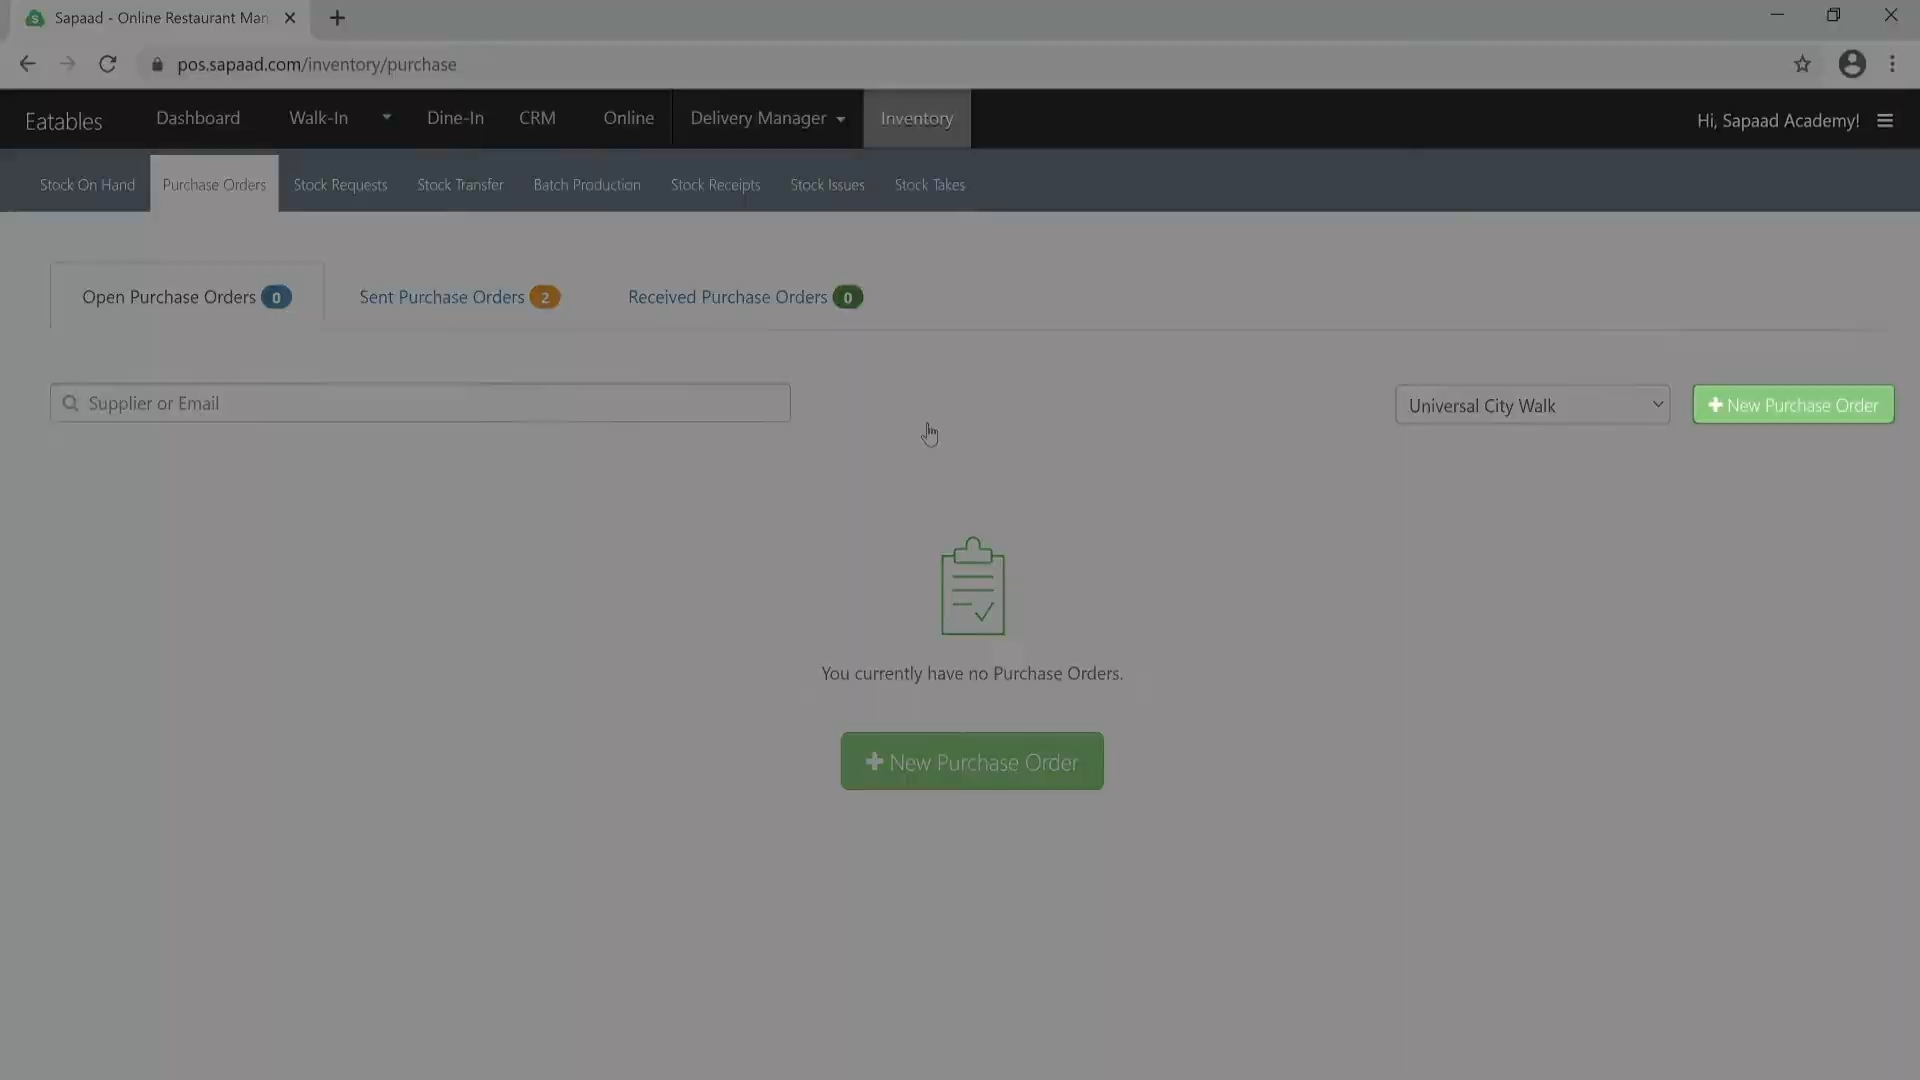 Sapaad - Online Restaurant Man
pos.sapaad.com/inventory/purchase
Eatables Dashboard Walk-In Dine-In CRM Online Delivery Manager Inventory Hi, Sapaad Academy!
Stock On Hand Purchase Orders Stock Requests Stock Transfer Batch Production Stock Receipts Stock Issues Stock Takes
Open Purchase Orders 0 Sent Purchase Orders 2 Received Purchase Orders 0
Supplier or Email Universal City Walk New Purchase Order
You currently have no Purchase Orders.
New Purchase Order